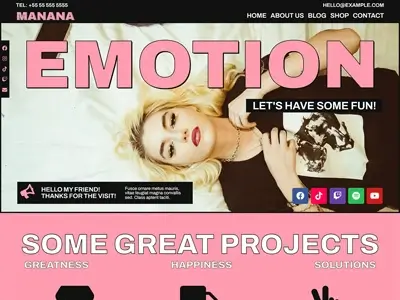 TEL: +55 55 555 5555
HELLO@EXAMPLE.COM
MANANA
HOME ABOUT US BLOG SHOP CONTACT
EMOTION
LET'S HAVE SOME FUN!
HELLO MY FRIEND!
THANKS FOR THE VISIT!
Fusce ornare metus mauris,
vitae feugiat magna convallis
sed. Class aptent taciti.
SOME GREAT PROJECTS
GREATNESS HAPPINESS SOLUTIONS